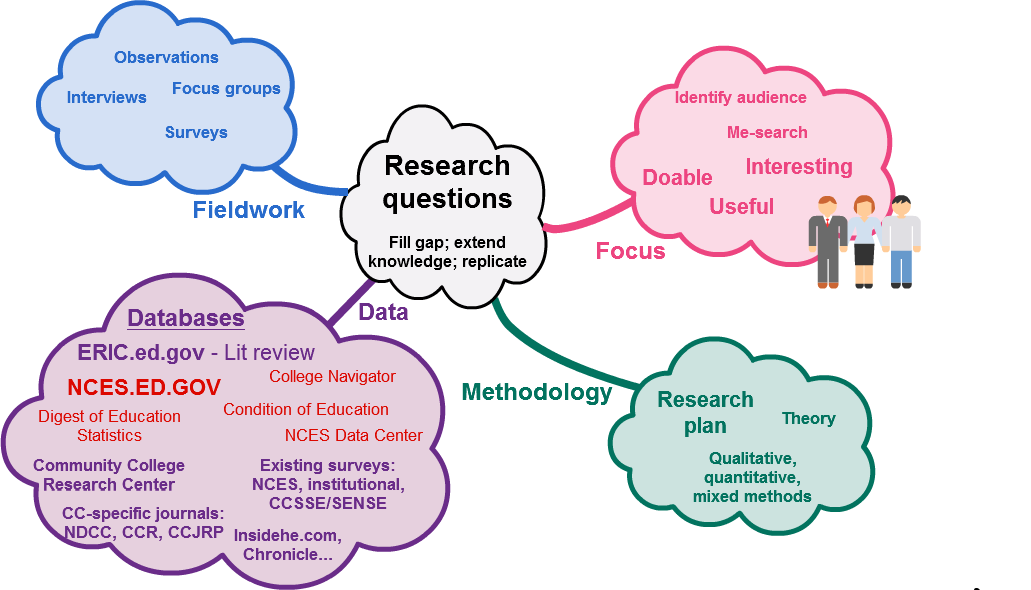 Observations
Interviews
Focus groups
Surveys
Fieldwork
Research
questions
Fill gap; extend
knowledge; replicate
Identify audience
Me-search
Interesting
Doable
Useful
Focus
Data
Databases
ERIC.ed.gov - Lit review
NCES.ED.GOV
College Navigator
Digest of Education
Statistics
Condition of Education
NCES Data Center
Community College
Research Center
Existing surveys:
NCES, institutional,
CCSSE/SENSE
CC-specific journals:
NDCC, CCR, CCJRP
Insidehe.com,
Chronicle...
Methodology
Research
plan
Theory
Qualitative,
quantitative,
mixed methods